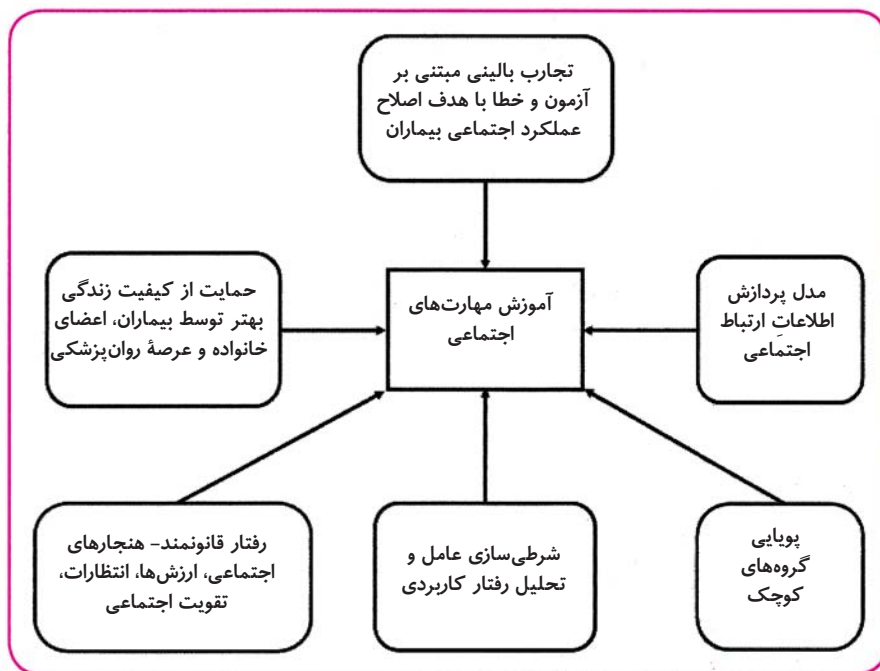 تجارب بالینی مبتنی بر
آزمون و خطا با هدف اصلاح
عملکرد اجتماعی بیماران
مدل پردازش
اطلاعاتِ ارتباط
اجتماعی
آموزش مهارت‌های
اجتماعی
حمایت از کیفیت زندگی
بهتر توسط بیماران، اعضای
خانواده و عرصهٔ روان‌پزشکی
پویایی
گروه‌های
کوچک
شرطی‌سازی عامل و
تحلیل رفتار کاربردی
رفتار قانونمند- هنجارهای
اجتماعی، ارزش‌ها، انتظارات،
تقویت اجتماعی